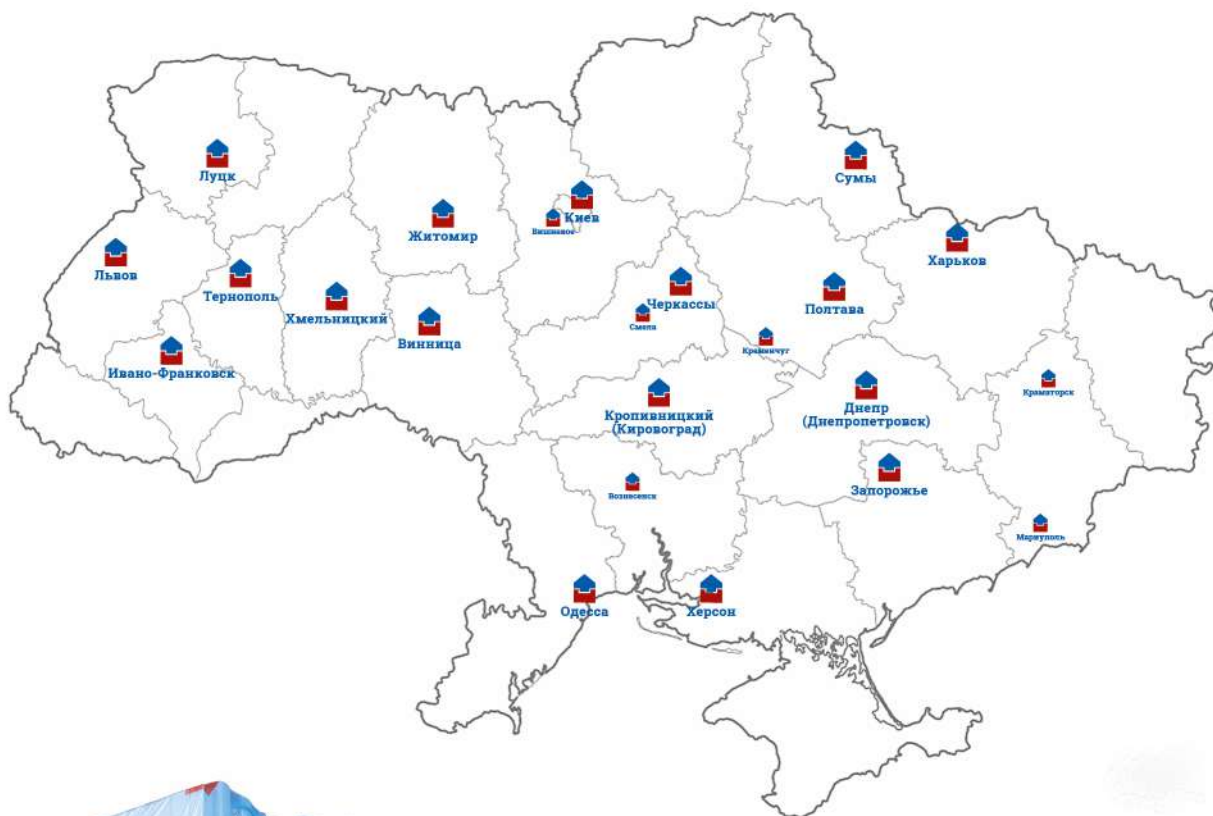 Сумы
Луцк
Киев
Вишневое
Житомир
Харьков
Львов
Тернополь
Черкассы
Полтава
Хмельницкий
Смела
Винница
Кременчуг
Ивано-Франковск
Краматорск
Кропивницкий
(Кировоград)
Днепр
(Днепропетровск)
Запорожье
Вознесенск
Мариуполь
Одесса
Херсон